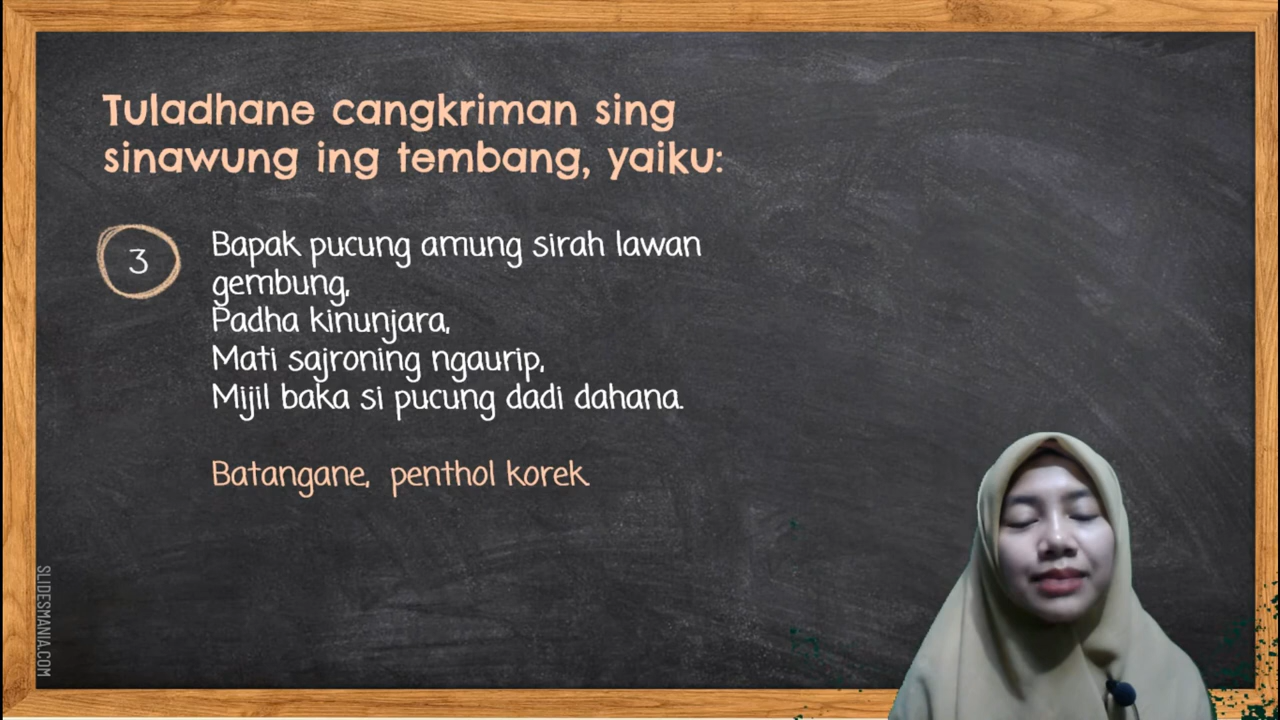 Tuladhane cangkriman sing
sinawung ing tembang, yaiku:
3
Bapak pucung amung sirah lawan
gembung,
Padha kinunjara,
Mati sajroning ngaurip,
Mijil baka si pucung dadi dahana.
Batangane, penthol korek
SLIDESMANIA.COM